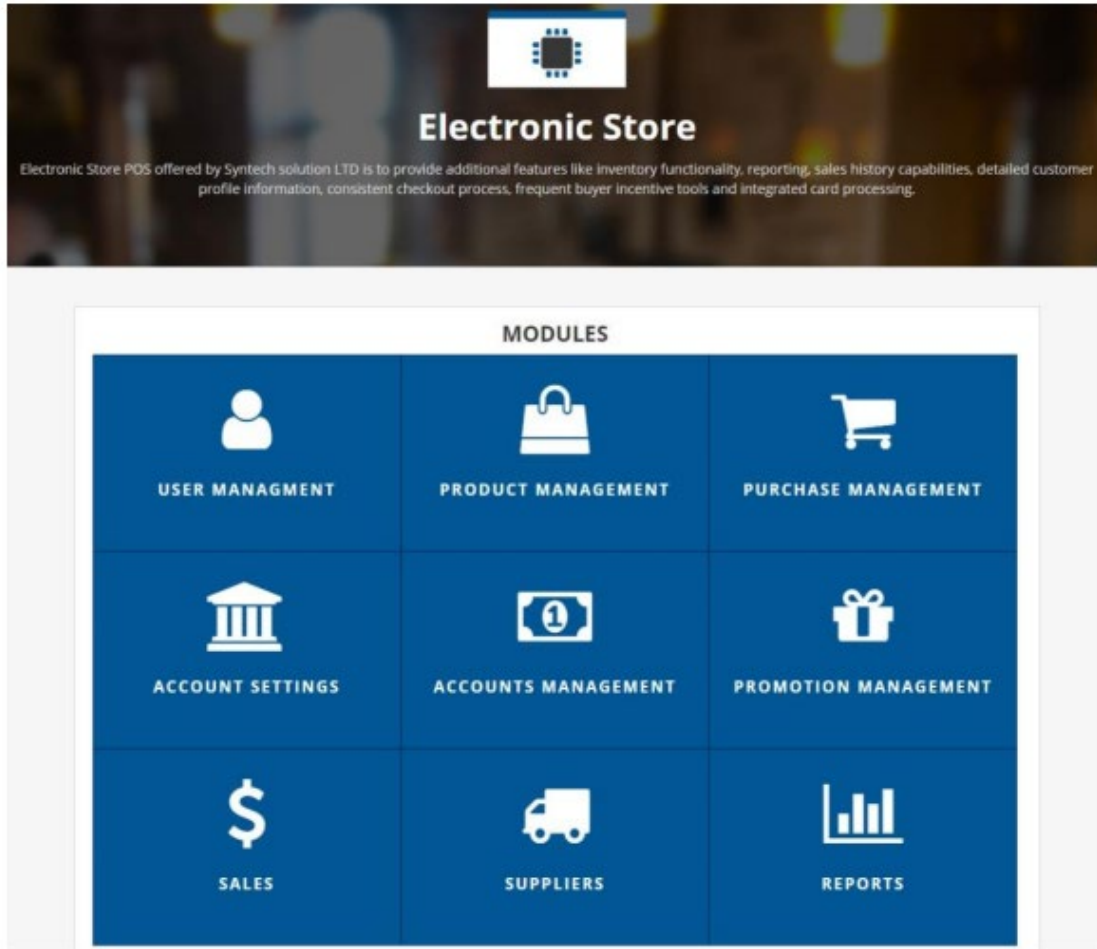 Electronic Store
Electronic Store POS offered by Syntech solution LTD is to provide additional features like inventory functionality, reporting, sales history capabilities, detailed customer
profile information, consistent checkout process, frequent buyer incentive tools and integrated card processing.
MODULES
USER MANAGMENT
PRODUCT MANAGEMENT
PURCHASE MANAGEMENT
1
ACCOUNT SETTINGS
ACCOUNTS MANAGEMENT
PROMOTION MANAGEMENT
$
SALES
SUPPLIERS
REPORTS